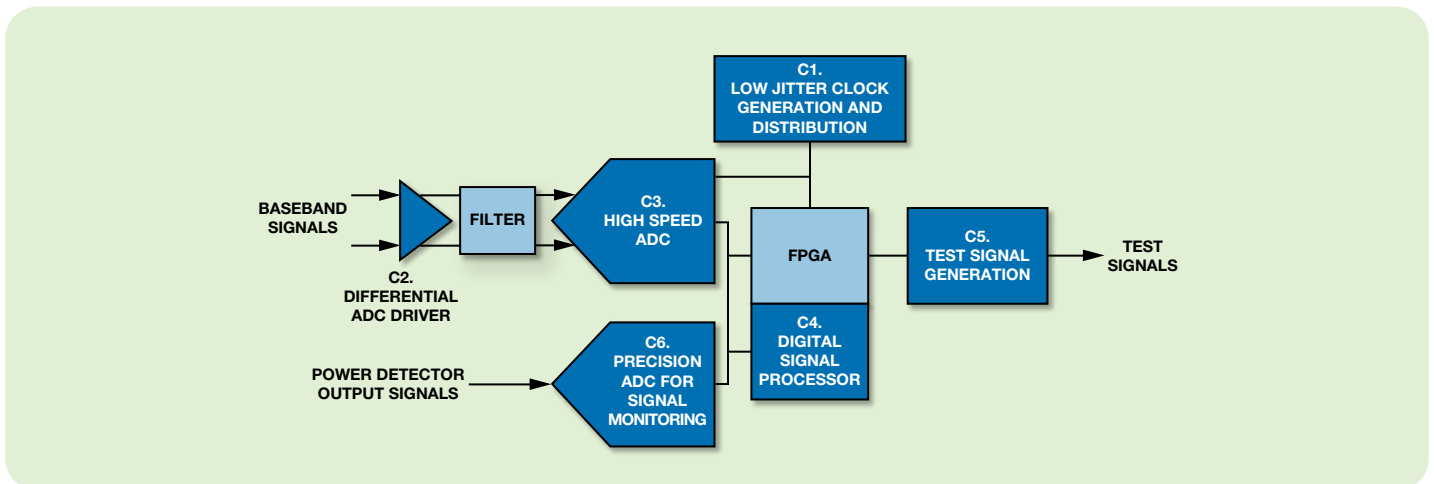 C1.
LOW JITTER CLOCK
GENERATION AND
DISTRIBUTION
BASEBAND
SIGNALS
C2.
DIFFERENTIAL
ADC DRIVER
FILTER
C3.
HIGH SPEED
ADC
FPGA
C5.
TEST SIGNAL
GENERATION
TEST
SIGNALS
POWER DETECTOR
OUTPUT SIGNALS
C6.
PRECISION
ADC FOR
SIGNAL
MONITORING
C4.
DIGITAL
SIGNAL
PROCESSOR